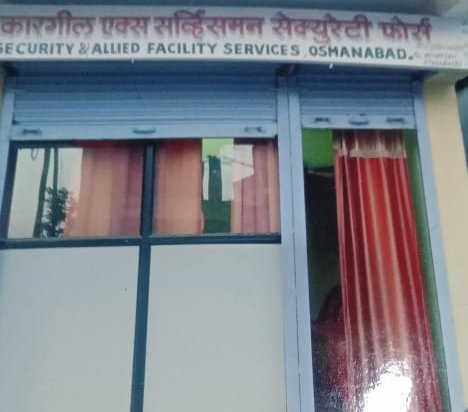 कारगील एक्स सर्व्हिसमन सेक्युरेटी फोर्स
SECURITY & ALLIED FACILITY SERVICES, OSMANABAD.